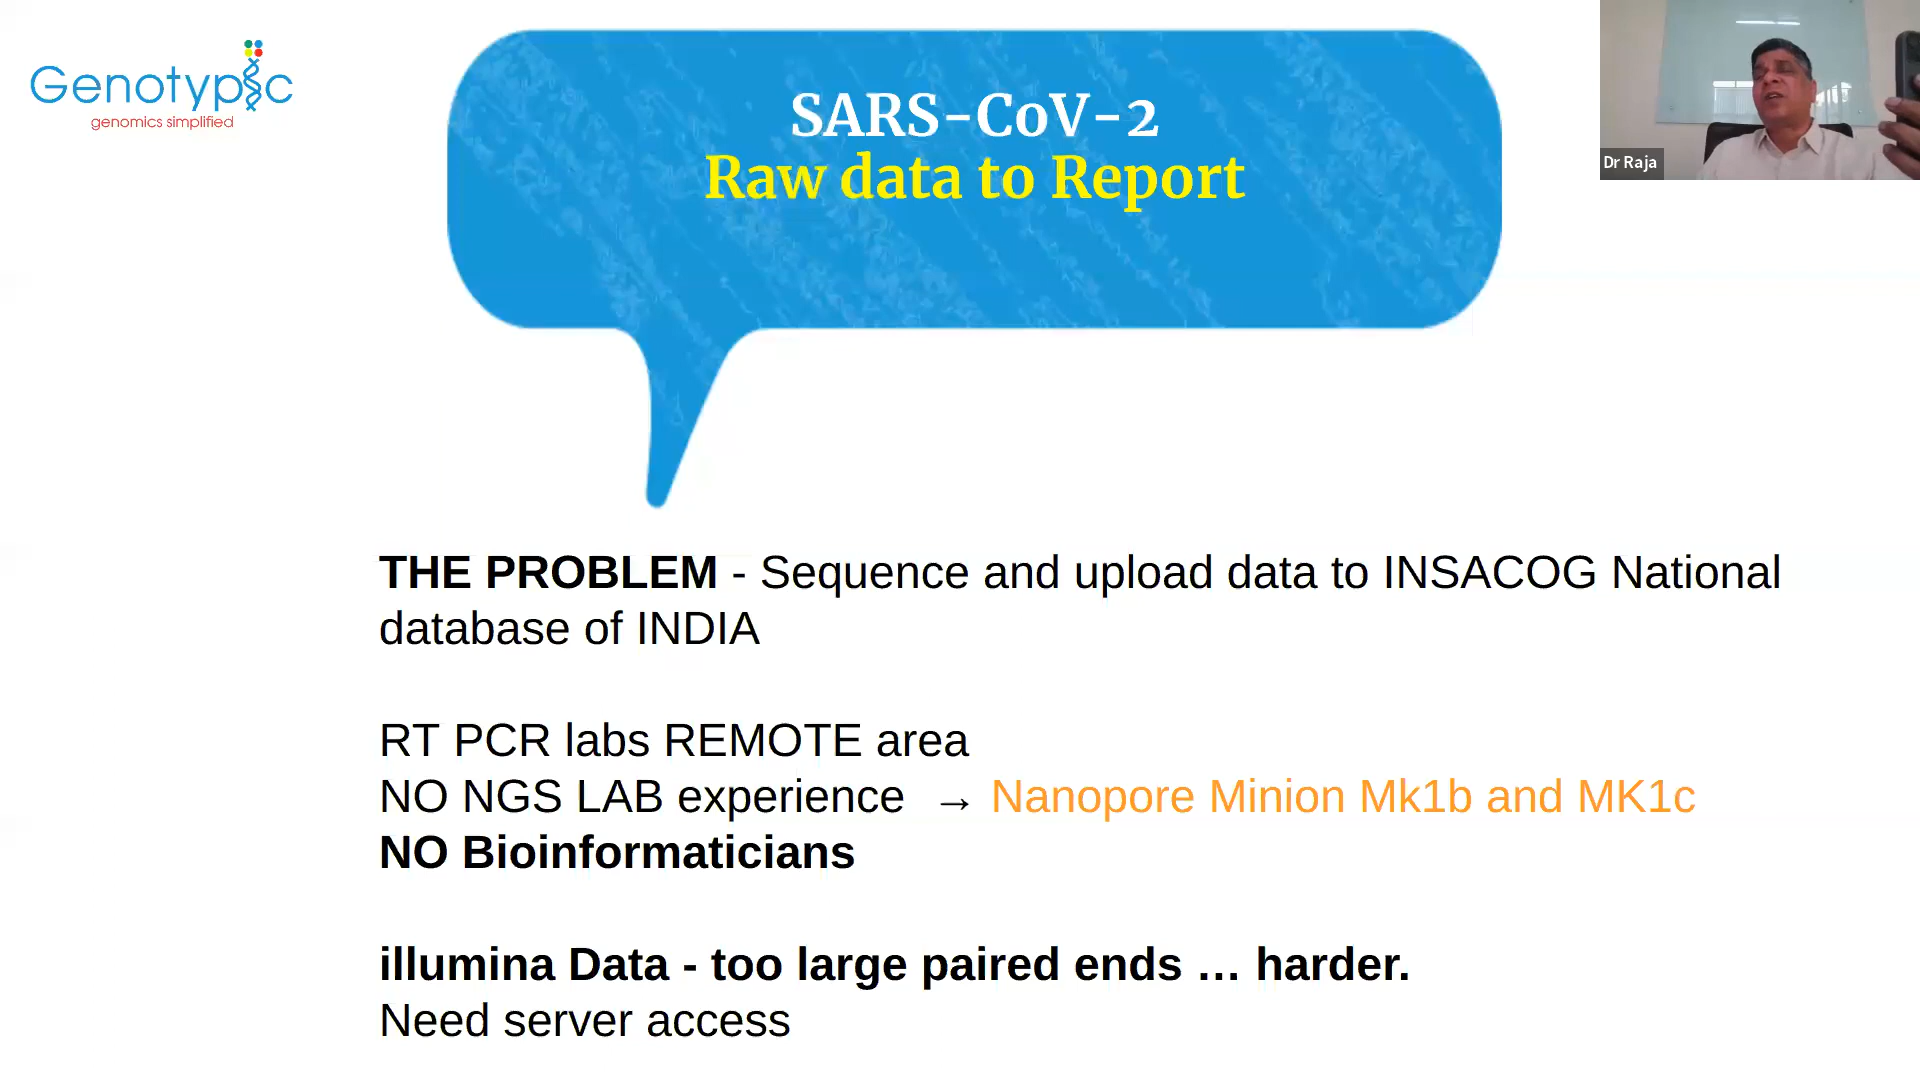 Genotypic
genomics simplified
SARS-CoV-2
Raw data to Report
Dr Raja
THE PROBLEM - Sequence and upload data to INSACOG National
database of INDIA
RT PCR labs REMOTE area
NO NGS LAB experience → Nanopore Minion Mk1b and MK1c
NO Bioinformaticians
illumina Data - too large paired ends … harder.
Need server access